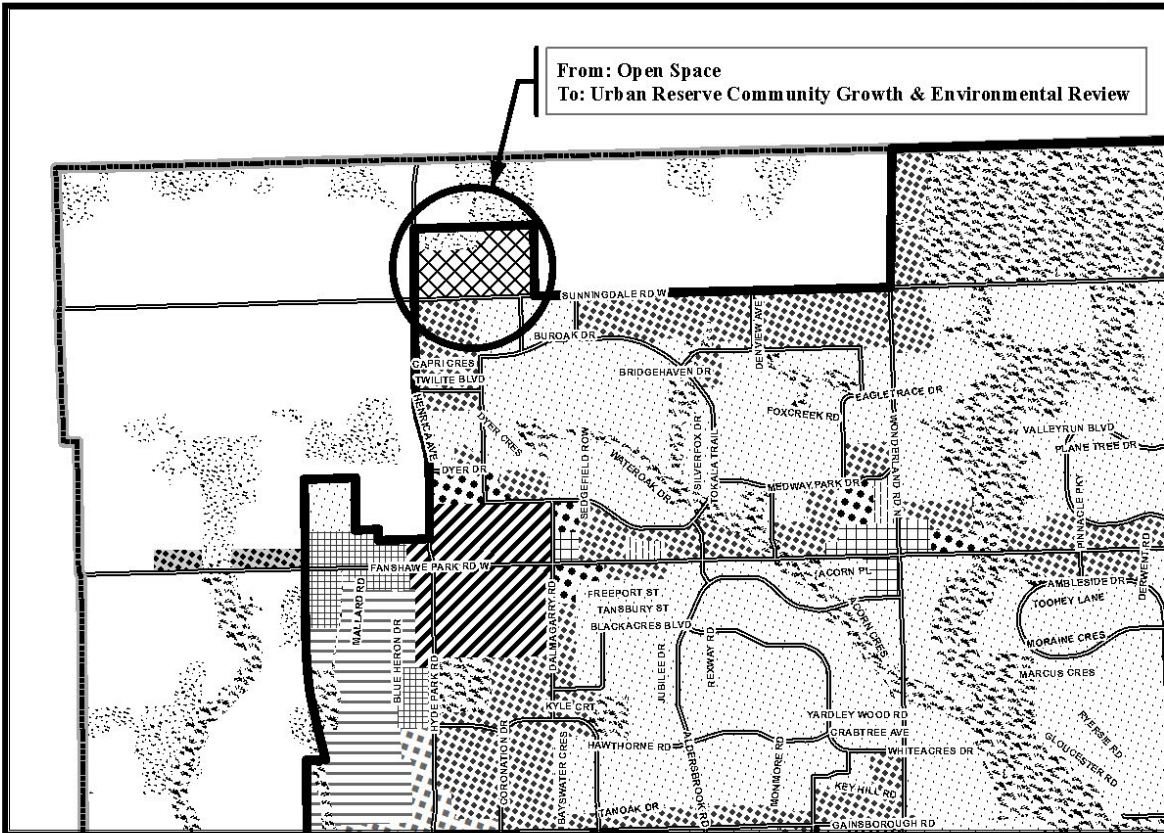 From: Open Space
To: Urban Reserve Community Growth & Environmental Review
SUNNINGDALE RD W
BUROAK DR
DENVIEW AVE
CAPRI CRES
BRIDGEHAVEN DR
TWILITE BLVD
EAGLETRACE DR
FOXCREEK RD
DYER CRES
WONDERLAND RD N
VALLEYRUN BLVD
PLANE TREE DR
SEDGEFIELD ROW
WATEROAK DR
SILVERFOX DR
TOKALA TRAIL
DYER DR
MEDWAY PARK DR
PINNACLE PKY
FANSHAWE PARK RD W
DERWENT RD
ACORN PL
AMBLESIDE DR
MALLARD RD
FREEPORT ST
TOOHEY LANE
TANSBURY ST
BLACKACRES BLVD
ACORN CRES
MORAINE CRES
BLUE HERON DR
DALMAGARRY RD
JUBILEE DR
REXWAY RD
MARCUS CRES
HYDE PARK RD
KYLE CRT
YARDLEY WOOD RD
RYERSIE RD
CRABTREE AVE
HAWTHORNE RD
WHITEACRES DR
GLOUCESTER RD
CORONATION DR
BAYSWATER CRES
ALDERSBROOK RD
MONMORE RD
KEY HILL RD
TANOAK DR
GAINSBOROUGH RD